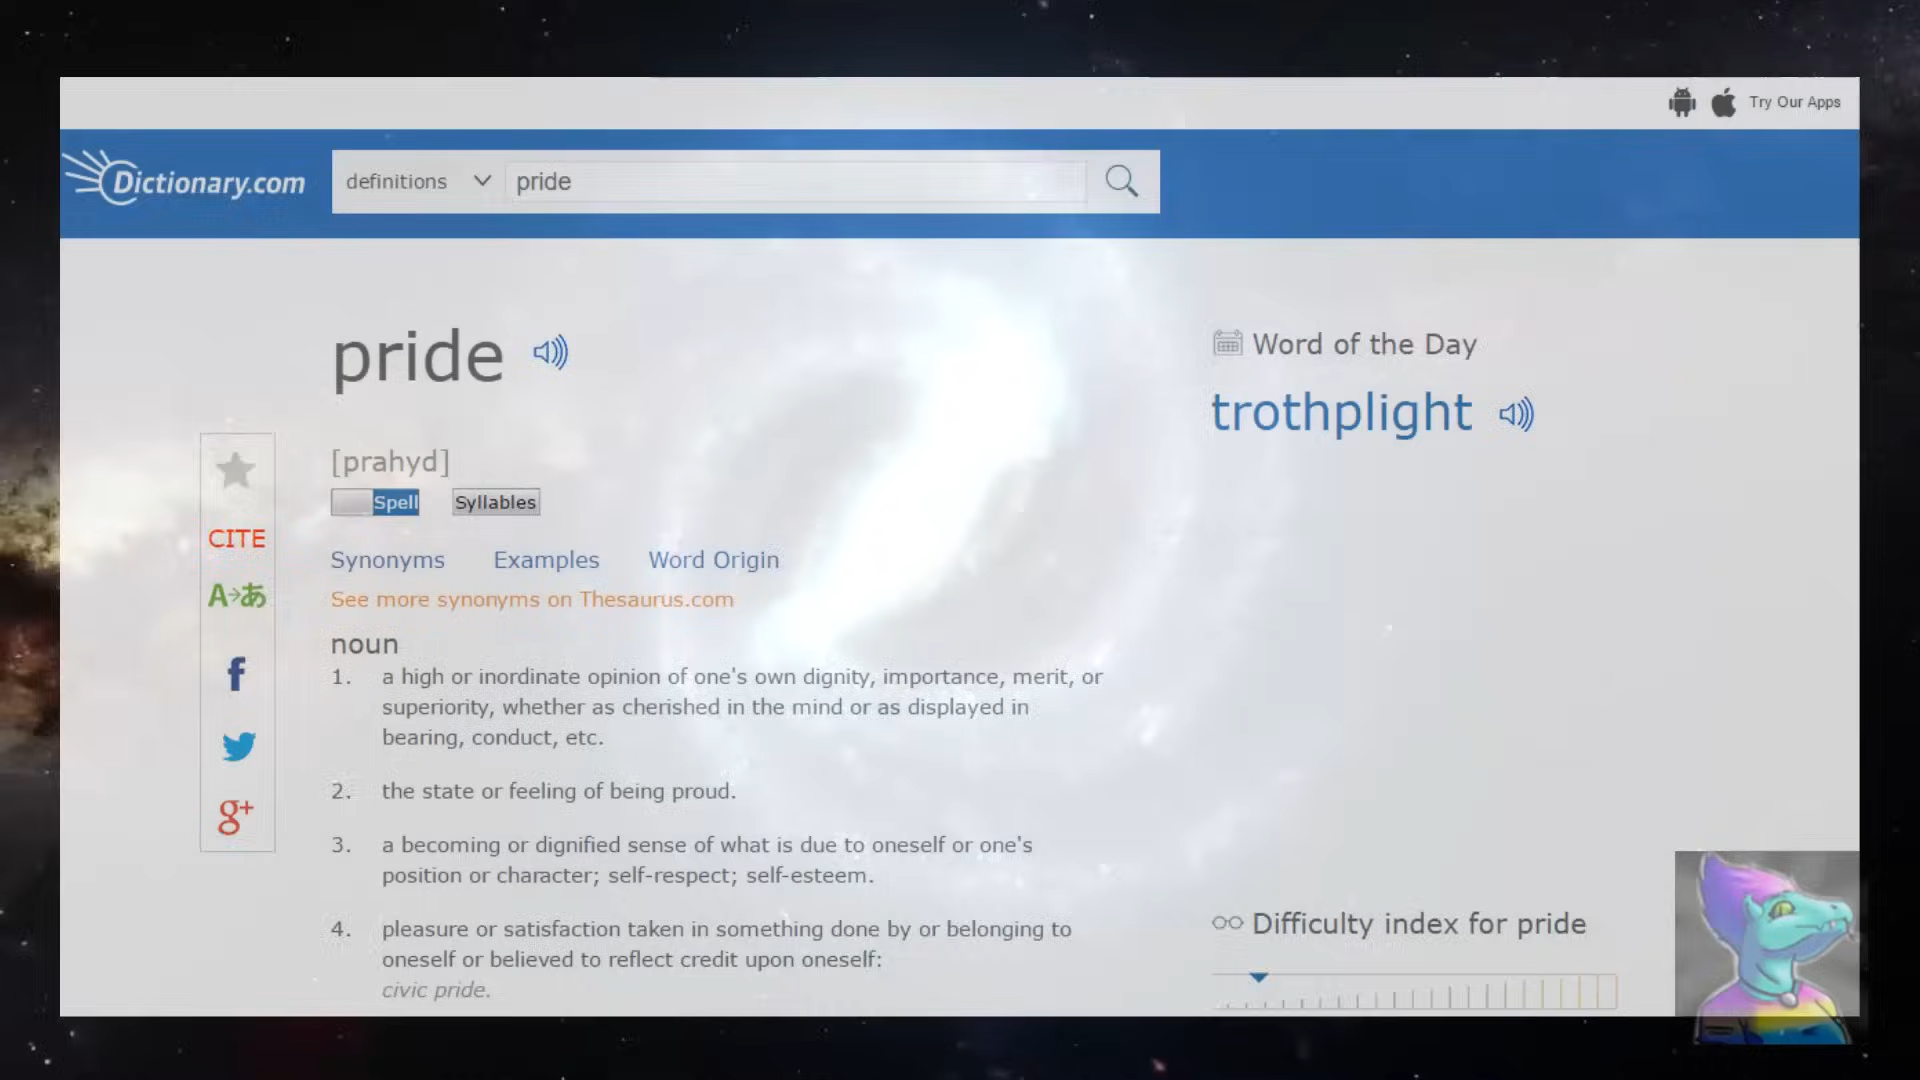 Try Our Apps
Dictionary.com
definitions
pride
pride
Word of the Day
trothplight
[prahyd]
Spell
Syllables
CITE
A→あ
Synonyms Examples Word Origin
See more synonyms on Thesaurus.com
noun
1. a high or inordinate opinion of one's own dignity, importance, merit, or
superiority, whether as cherished in the mind or as displayed in
bearing, conduct, etc.
2. the state or feeling of being proud.
3. a becoming or dignified sense of what is due to oneself or one's
position or character; self-respect; self-esteem.
4. pleasure or satisfaction taken in something done by or belonging to
oneself or believed to reflect credit upon oneself:
civic pride.
f
g+
Difficulty index for pride